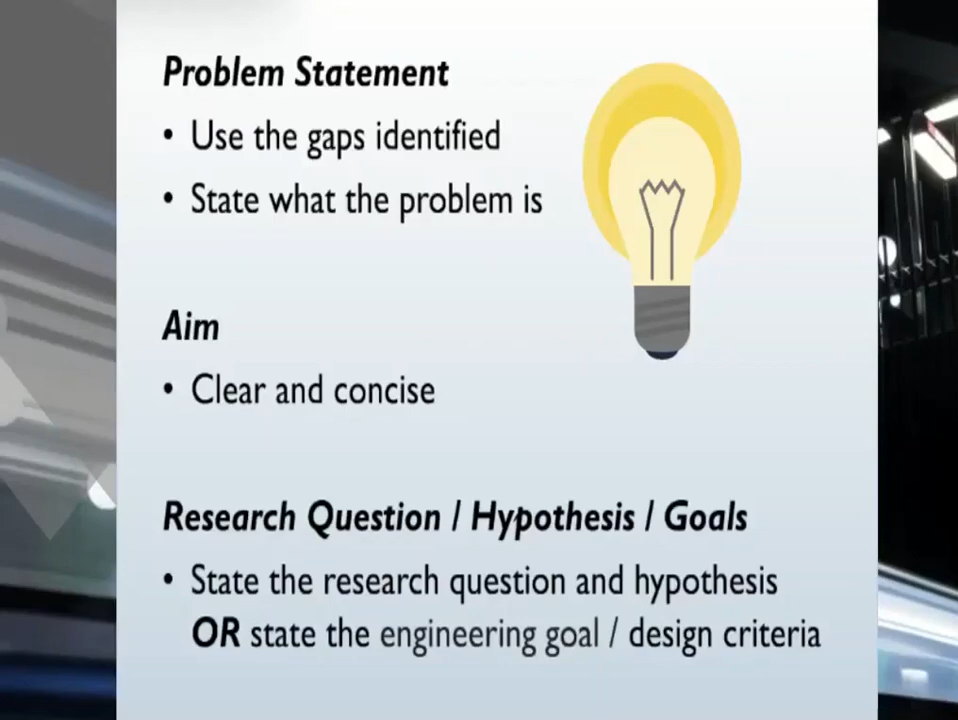 Problem Statement
• Use the gaps identified
• State what the problem is
Aim
• Clear and concise
Research Question / Hypothesis / Goals
• State the research question and hypothesis
OR state the engineering goal / design criteria